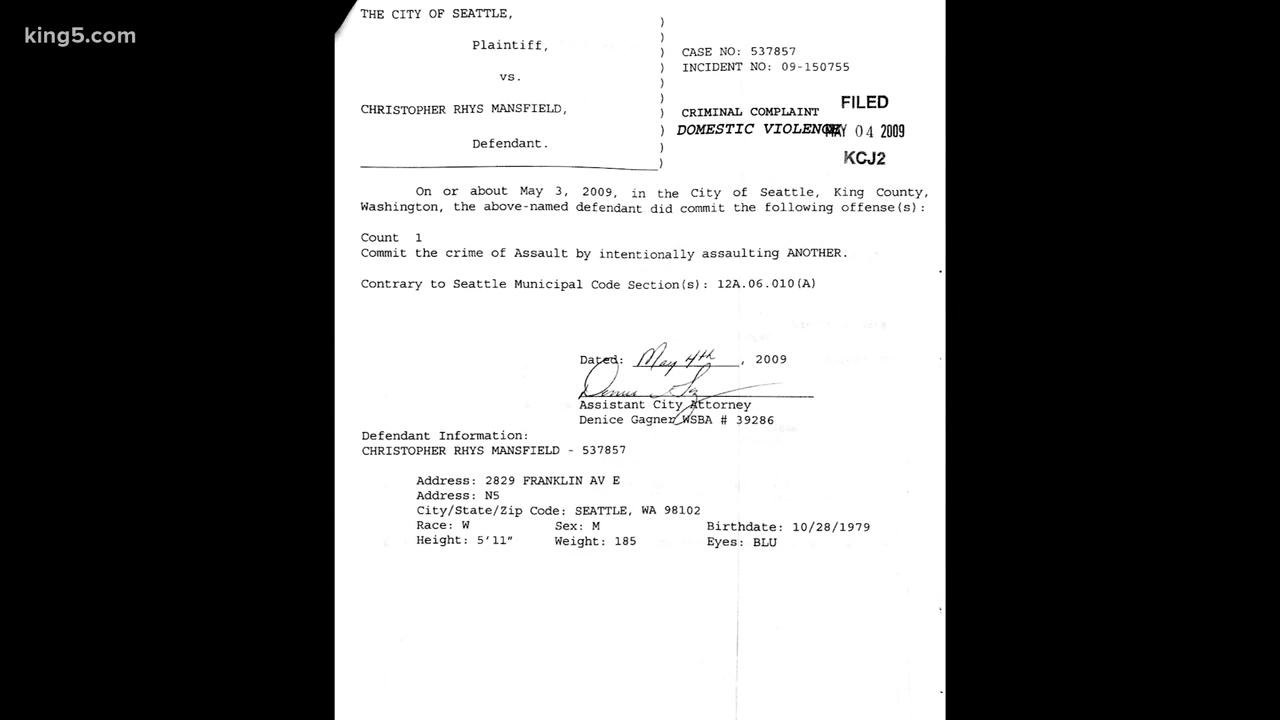 king5.com
THE CITY OF SEATTLE,
Plaintiff,
vs.
CHRISTOPHER RHYS MANSFIELD,
Defendant.
)
)
)
)
)
)
)
)
)
)
CASE NO: 537857
INCIDENT NO: 09-150755
CRIMINAL COMPLAINT
DOMESTIC VIOLENCE
FILED
MAY 04 2009
KCJ2
On or about May 3, 2009, in the City of Seattle, King County,
Washington, the above-named defendant did commit the following offense(s):
Count 1
Commit the crime of Assault by intentionally assaulting ANOTHER.
Contrary to Seattle Municipal Code Section(s): 12A.06.010(A)
Dated: May 4th, 2009
Assistant City Attorney
Denice Gagner WSBA # 39286
Defendant Information:
CHRISTOPHER RHYS MANSFIELD - 537857
Address: 2829 FRANKLIN AV E
Address: N5
City/State/Zip Code: SEATTLE, WA 98102
Race: W Sex: M Birthdate: 10/28/1979
Height: 5'11" Weight: 185 Eyes: BLU